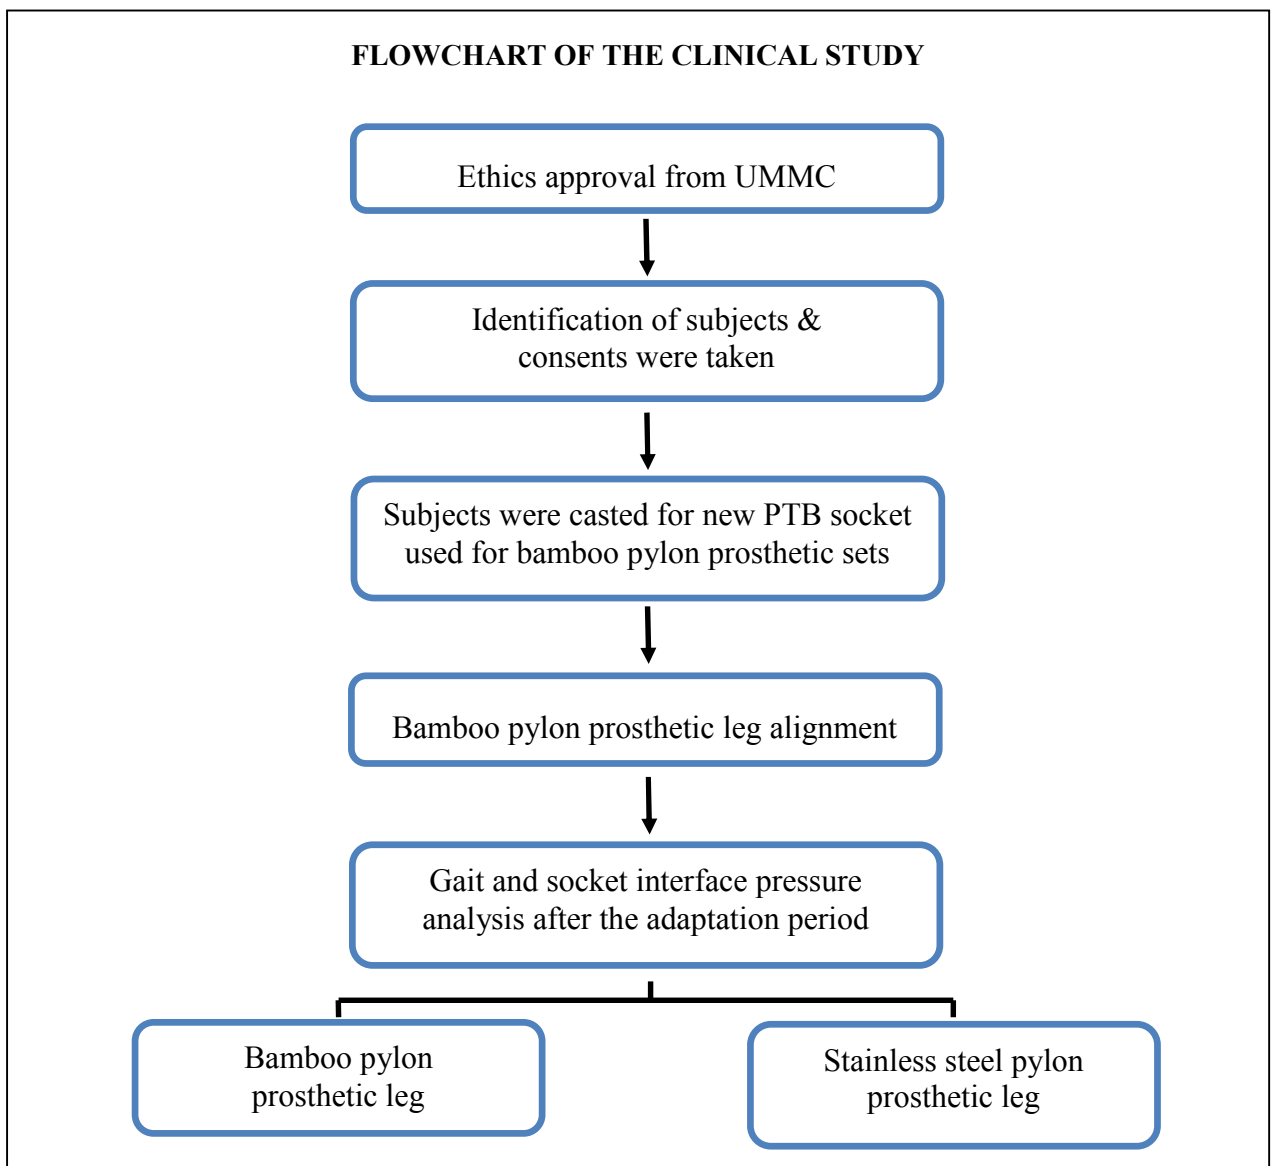 FLOWCHART OF THE CLINICAL STUDY
Ethics approval from UMMC
Identification of subjects &
consents were taken
Subjects were casted for new PTB socket
used for bamboo pylon prosthetic sets
Bamboo pylon prosthetic leg alignment
Gait and socket interface pressure
analysis after the adaptation period
Bamboo pylon
prosthetic leg
Stainless steel pylon
prosthetic leg